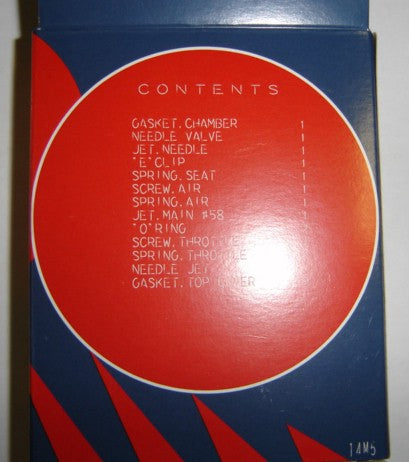 CONTENTS
GASKET, CHAMBER 1
NEEDLE VALVE 1
JET, NEEDLE 1
"E" CLIP 1
SPRING, SEAT 1
SCREW, AIR 1
SPRING, AIR 1
JET, MAIN #58 1
"O" RING
SCREW, THROTTLE
SPRING, THROTTLE
NEEDLE JET
GASKET, TOP COVER
14M5